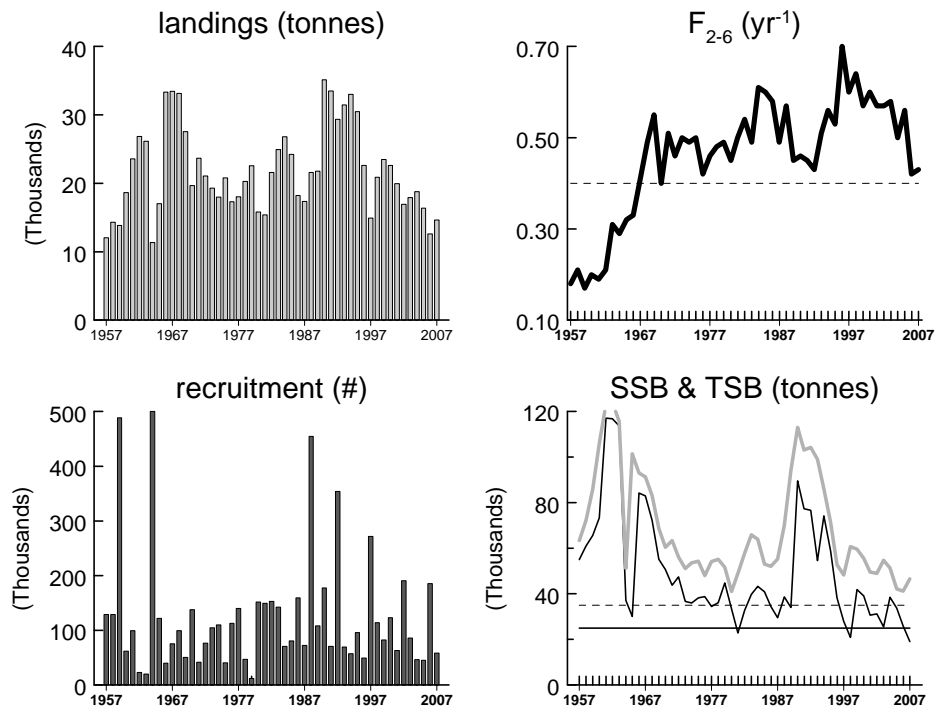 landings (tonnes)
40
30
20
10
0
(Thousands)
1957 1967 1977 1987 1997 2007
F2-6 (yr-1)
0.70
0.50
0.30
0.10
1957 1967 1977 1987 1997 2007
recruitment (#)
500
400
300
200
100
0
(Thousands)
1957 1967 1977 1987 1997 2007
SSB & TSB (tonnes)
120
80
40
0
(Thousands)
1957 1967 1977 1987 1997 2007